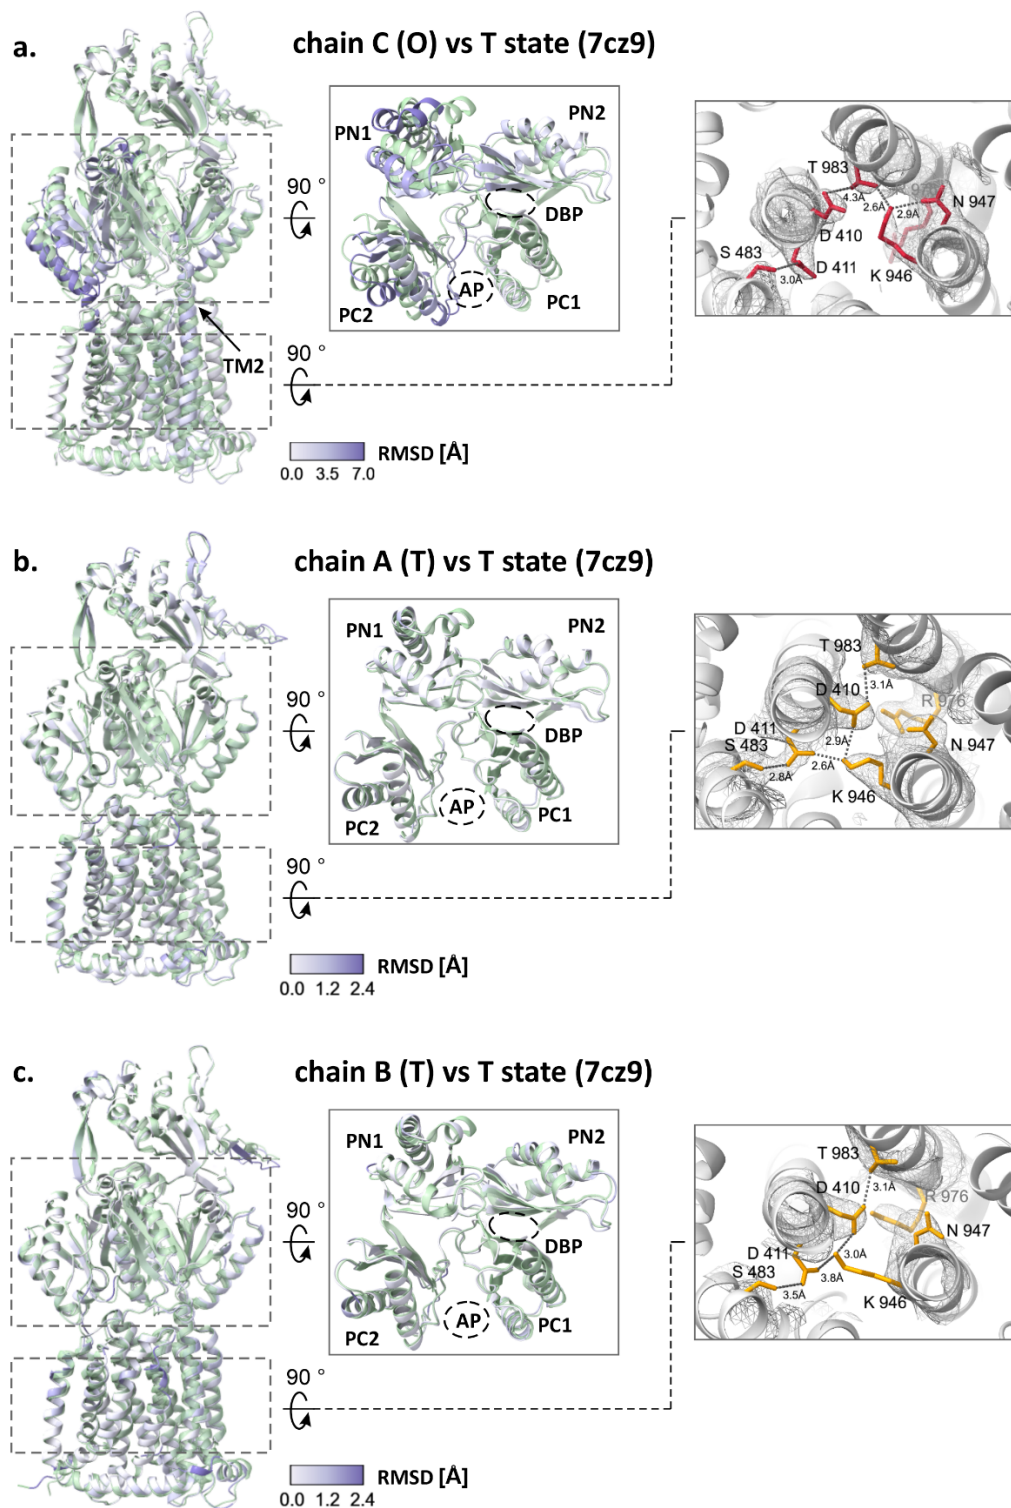 a.
chain C (O) vs T state (7cz9)
PN1
PN2
90 °
DBP
AP
PC2
PC1
TM2
90 °
RMSD [Å]
0.0 3.5 7.0
T 983
4.3Å
2.6Å
2.9Å
N 947
D 410
S 483
D 411
3.0Å
K 946
b.
chain A (T) vs T state (7cz9)
PN1
PN2
90 °
DBP
AP
PC2
PC1
90 °
RMSD [Å]
0.0 1.2 2.4
T 983
3.1Å
D 410
R 976
D 411
2.9Å
S 483
N 947
2.8Å
2.6Å
K 946
c.
chain B (T) vs T state (7cz9)
PN1
PN2
90 °
DBP
AP
PC2
PC1
90 °
RMSD [Å]
0.0 1.2 2.4
T 983
3.1Å
D 410
R 976
N 947
D 411
3.0Å
S 483
3.8Å
3.5Å
K 946